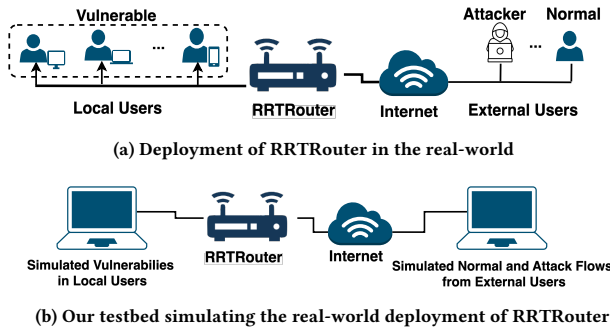 Vulnerable
Attacker
Normal
...
...
Local Users
RRTRouter
Internet
External Users
(a) Deployment of RRTRouter in the real-world
RRTRouter
Internet
Simulated Vulnerabilies
in Local Users
Simulated Normal and Attack Flows
from External Users
(b) Our testbed simulating the real-world deployment of RRTRouter